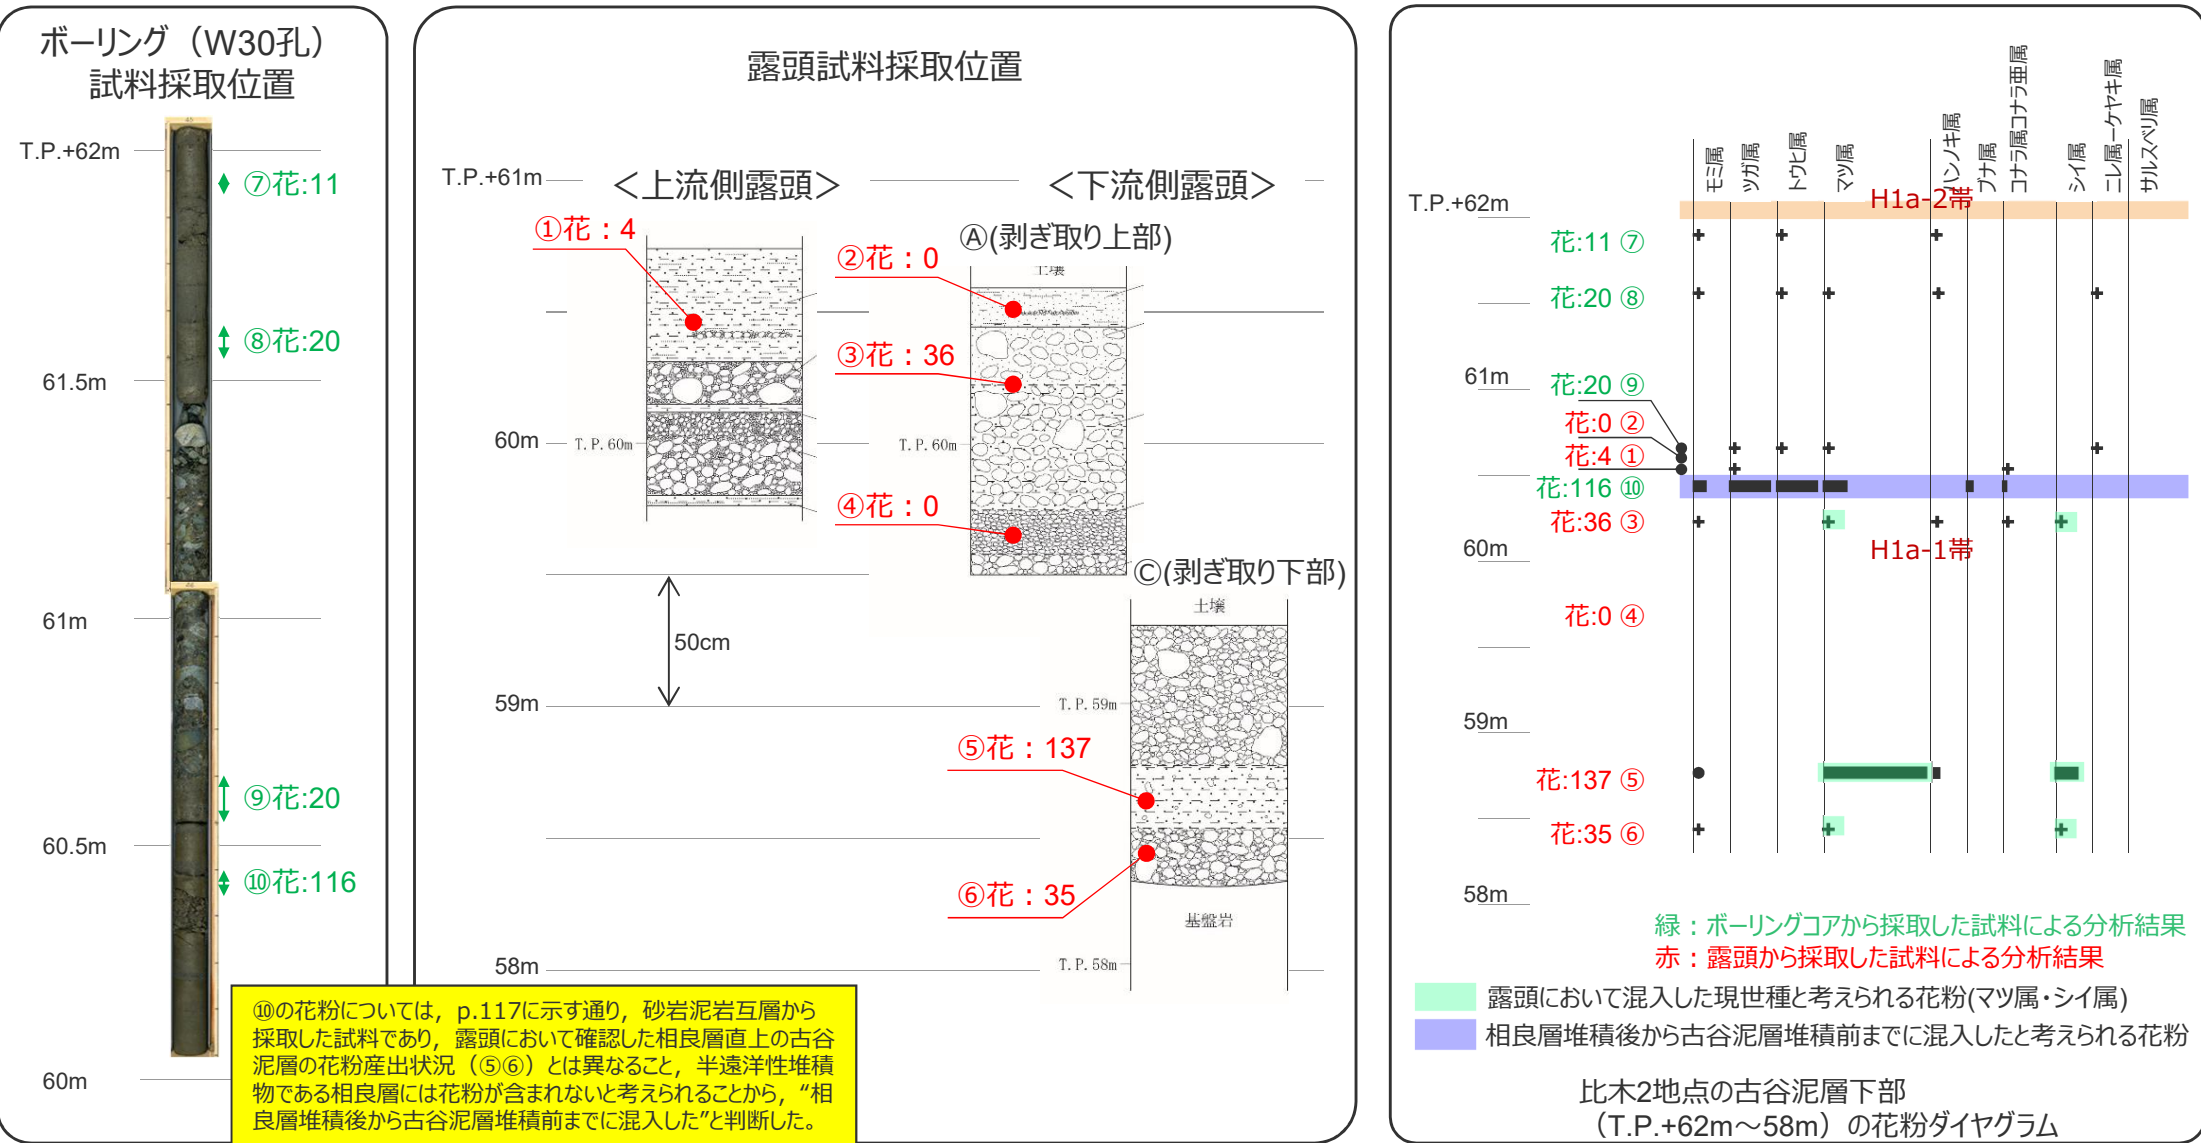 ボーリング（W30孔）
試料採取位置
T.P.+62m
⑦花:11
⑧花:20
61.5m
61m
⑨花:20
60.5m
⑩花:116
60m
露頭試料採取位置
T.P.+61m
＜上流側露頭＞
＜下流側露頭＞
①花：4
Ⓐ(剥ぎ取り上部)
②花：0
土壌
③花：36
60m
T.P.60m
T.P.60m
④花：0
Ⓒ(剥ぎ取り下部)
土壌
50cm
59m
T.P.59m
⑤花：137
⑥花：35
基盤岩
58m
T.P.58m
⑩の花粉については，p.117に示す通り，砂岩泥岩互層から
採取した試料であり，露頭において確認した相良層直上の古谷
泥層の花粉産出状況（⑤⑥）とは異なること，半遠洋性堆積
物である相良層には花粉が含まれないと考えられることから，“相
良層堆積後から古谷泥層堆積前までに混入した”と判断した。
モミ属
ツガ属
トウヒ属
マツ属
ハンノキ属
ブナ属
コナラ属コナラ亜属
シイ属
ニレ属ーケヤキ属
サルスベリ属
T.P.+62m
H1a-2帯
花:11 ⑦
花:20 ⑧
61m
花:20 ⑨
花:0 ②
花:4 ①
花:116 ⑩
花:36 ③
60m
H1a-1帯
花:0 ④
59m
花:137 ⑤
花:35 ⑥
58m
緑：ボーリングコアから採取した試料による分析結果
赤：露頭から採取した試料による分析結果
露頭において混入した現世種と考えられる花粉(マツ属・シイ属)
相良層堆積後から古谷泥層堆積前までに混入したと考えられる花粉
比木2地点の古谷泥層下部
（T.P.+62m～58m）の花粉ダイヤグラム